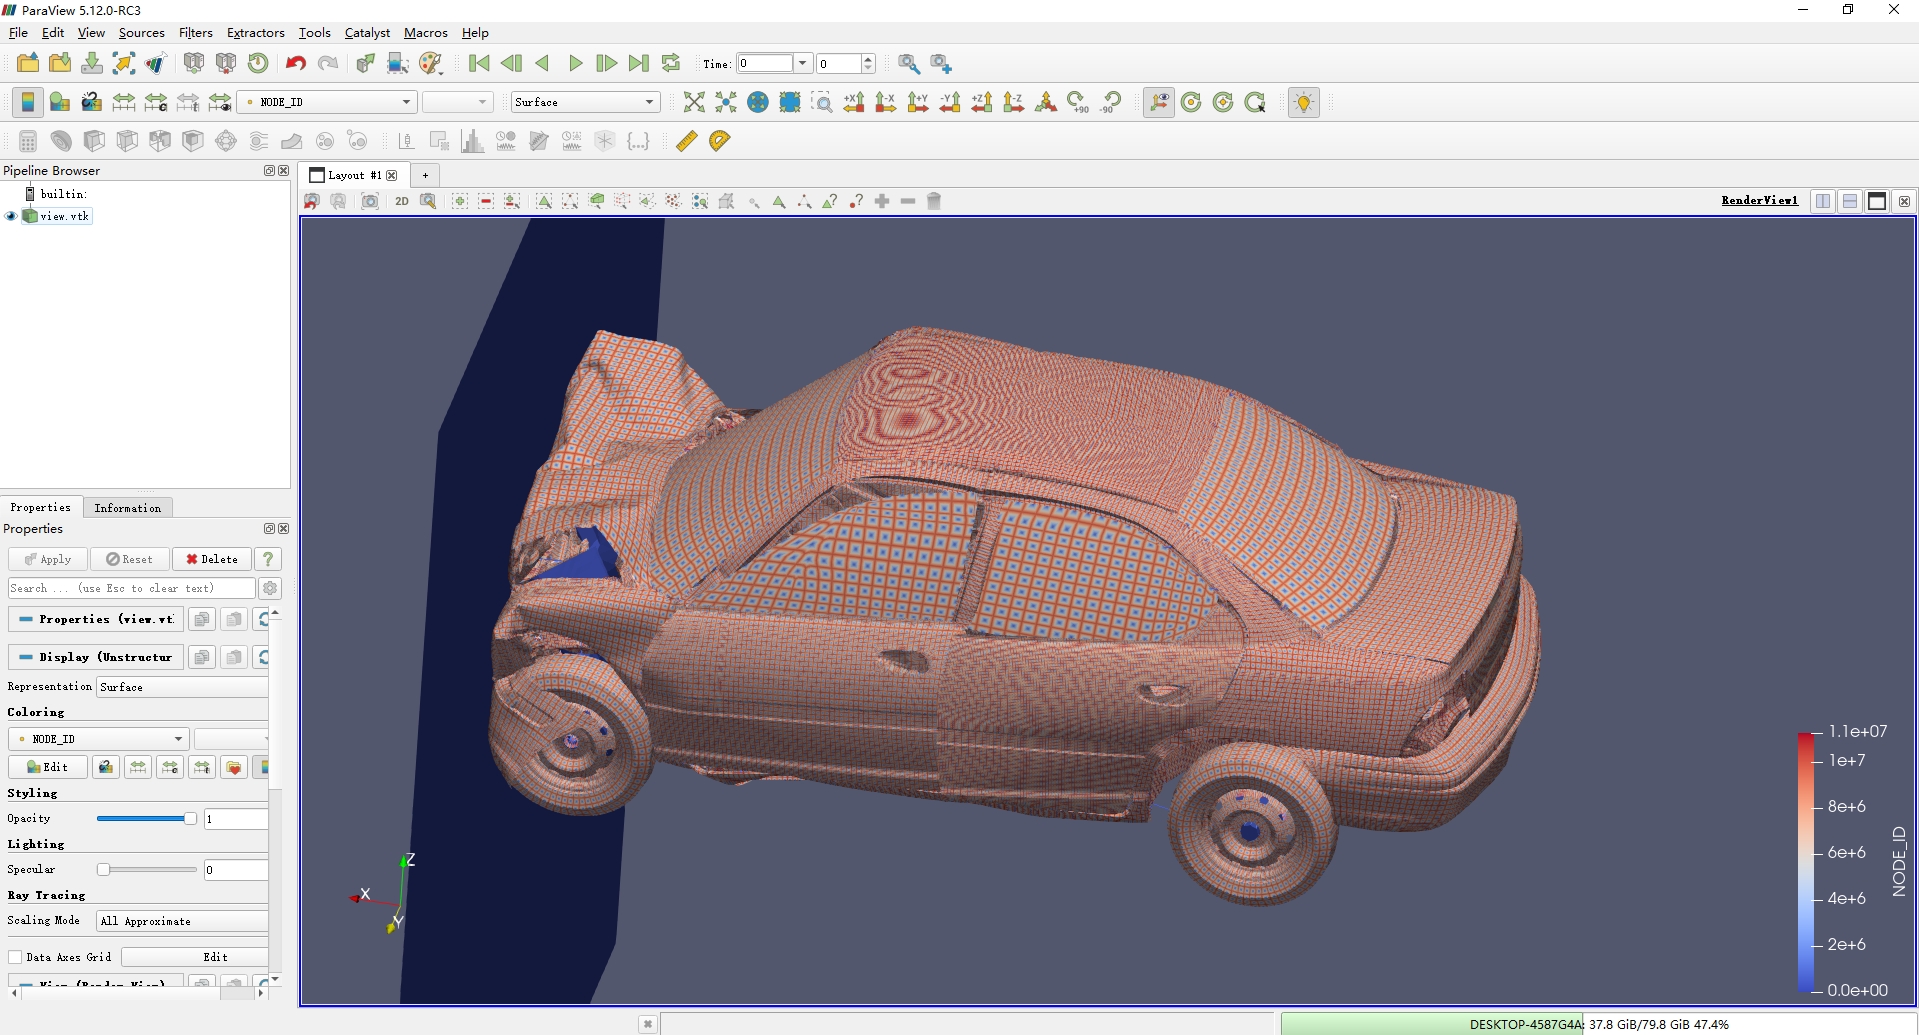 ParaView 5.12.0-RC3
File Edit View Sources Filters Extractors Tools Catalyst Macros Help
Time: 0 0
NODE_ID Surface +X -X +Y -Y +Z -Z +90 -90
Pipeline Browser
builtin:
view.vtk
Layout #1 +
2D
RenderView1
Properties Information
Properties
Apply Reset Delete ?
Search ... (use Esc to clear text)
Properties (view.vt
Display (Unstructur
Representation Surface
Coloring
NODE_ID
Edit
Styling
Opacity 1
Lighting
Specular 0
Ray Tracing
Scaling Mode All Approximate
Data Axes Grid Edit
View (Render View)
Z
X
Y
1.1e+07
1e+7
8e+6
6e+6
4e+6
2e+6
0.0e+00
NODE_ID
DESKTOP-4587G4A: 37.8 GiB/79.8 GiB 47.4%